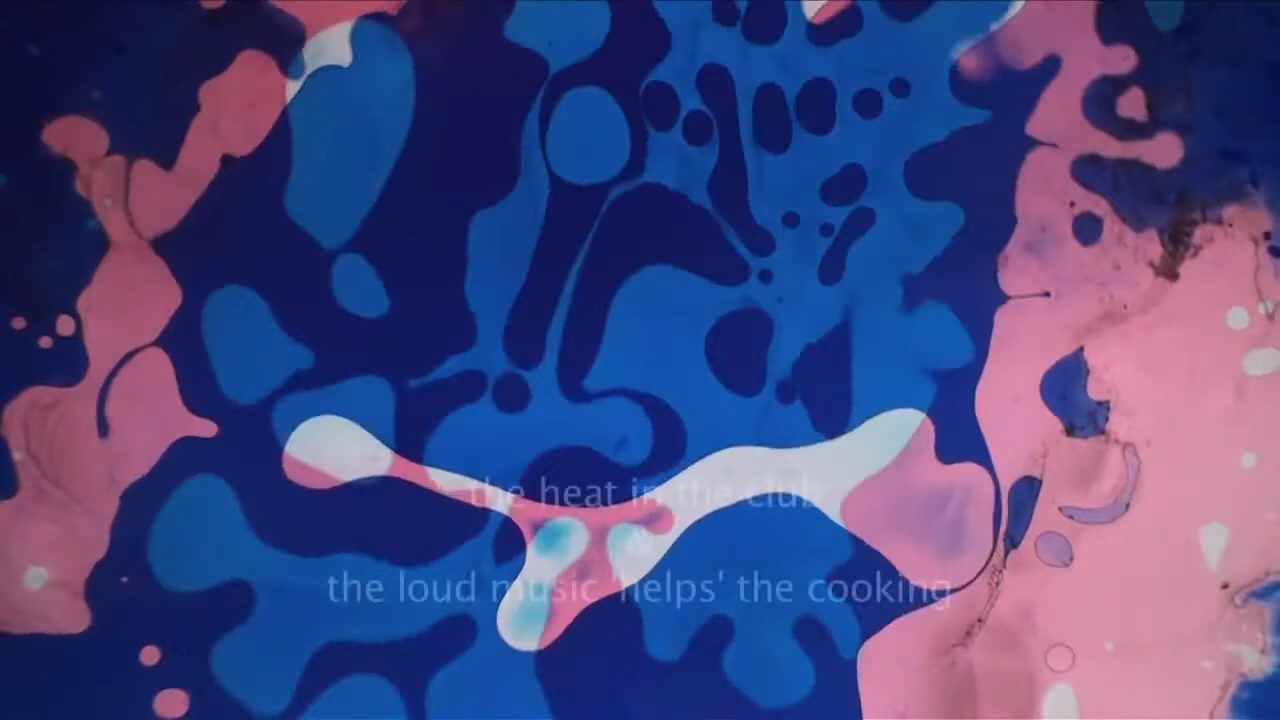 the heat in the club
the loud music 'helps' the cooking